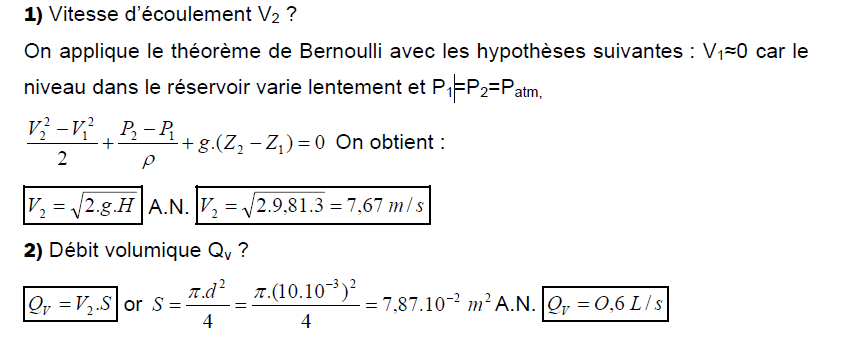 1) Vitesse d’écoulement V₂ ?
On applique le théorème de Bernoulli avec les hypothèses suivantes : V₁≈0 car le
niveau dans le réservoir varie lentement et P₁=P₂=Patm,
(V₂² − V₁²)/2 + (P₂ − P₁)/ρ + g.(Z₂ − Z₁) = 0 On obtient :
V₂ = √(2.g.H) A.N. V₂ = √(2.9,81.3) = 7,67 m/s
2) Débit volumique Qv ?
Q_V = V₂.S or S = π.d²/4 = π.(10.10⁻³)²/4 = 7,87.10⁻² m² A.N. Q_V = O,6 L/s